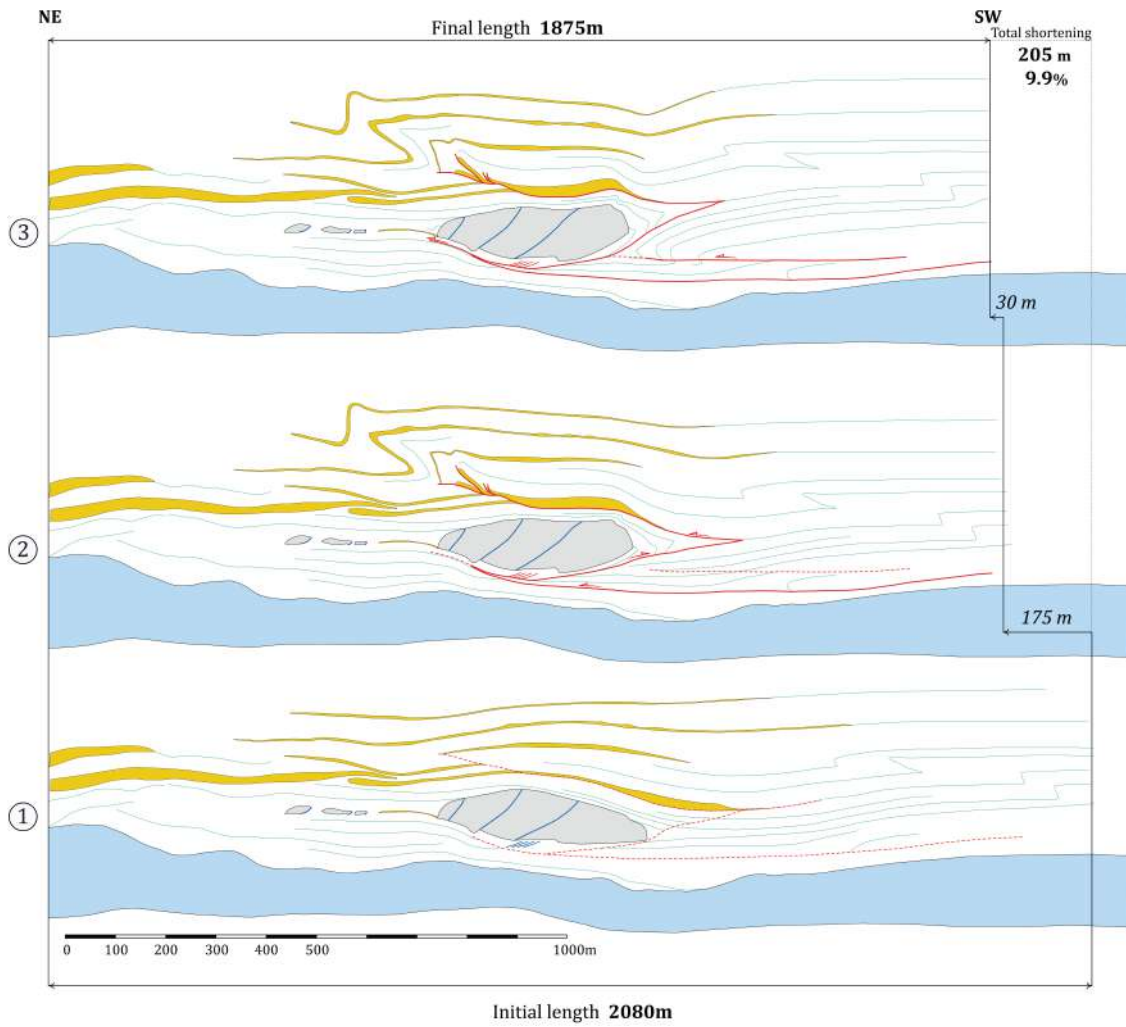 NE
SW
Final length 1875m
Total shortening
205 m
9.9%
3
30 m
2
175 m
1
0 100 200 300 400 500 1000m
Initial length 2080m